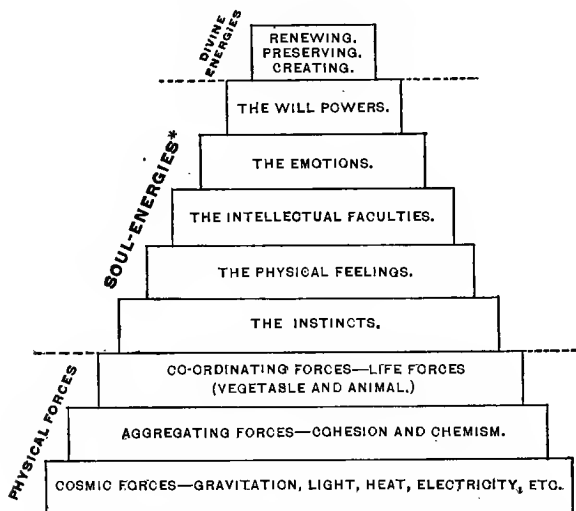 DIVINE
ENERGIES
RENEWING.
PRESERVING.
CREATING.
SOUL-ENERGIES*
THE WILL POWERS.
THE EMOTIONS.
THE INTELLECTUAL FACULTIES.
THE PHYSICAL FEELINGS.
THE INSTINCTS.
PHYSICAL FORCES
CO-ORDINATING FORCES—LIFE FORCES
(VEGETABLE AND ANIMAL.)
AGGREGATING FORCES—COHESION AND CHEMISM.
COSMIC FORCES—GRAVITATION, LIGHT, HEAT, ELECTRICITY, ETC.